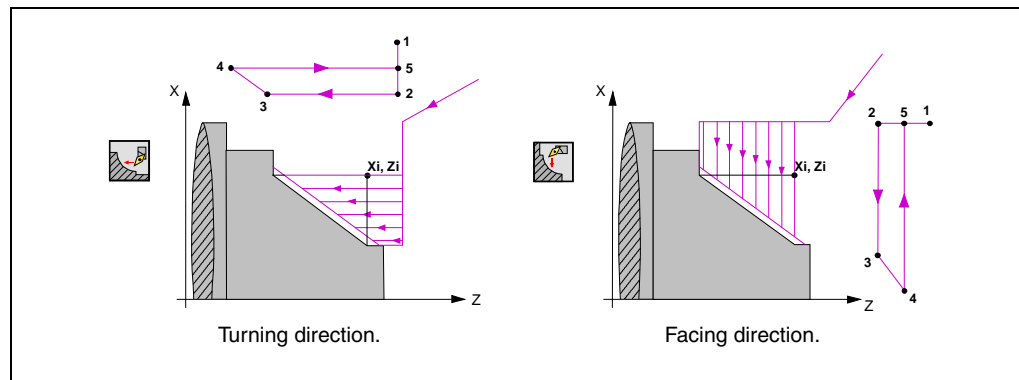 1
4
5
3
2
X
Xi, Zi
Z
Turning direction.
X
2
5
1
Xi, Zi
3
4
Z
Facing direction.